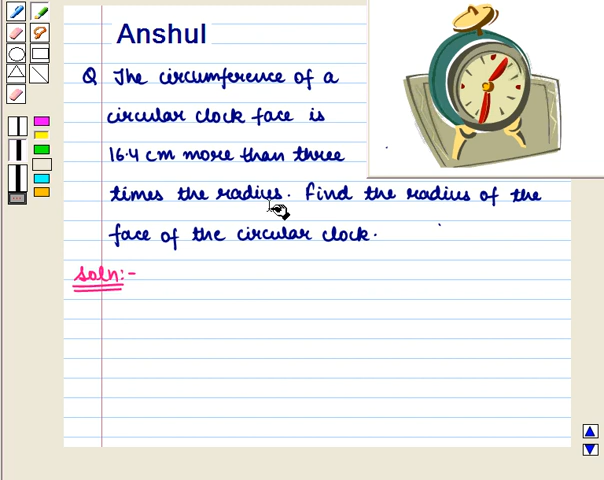 Anshul
Q The circumference of a
circular clock face is
16.4 cm more than three
times the radius. Find the radius of the
face of the circular clock.
Soln:-